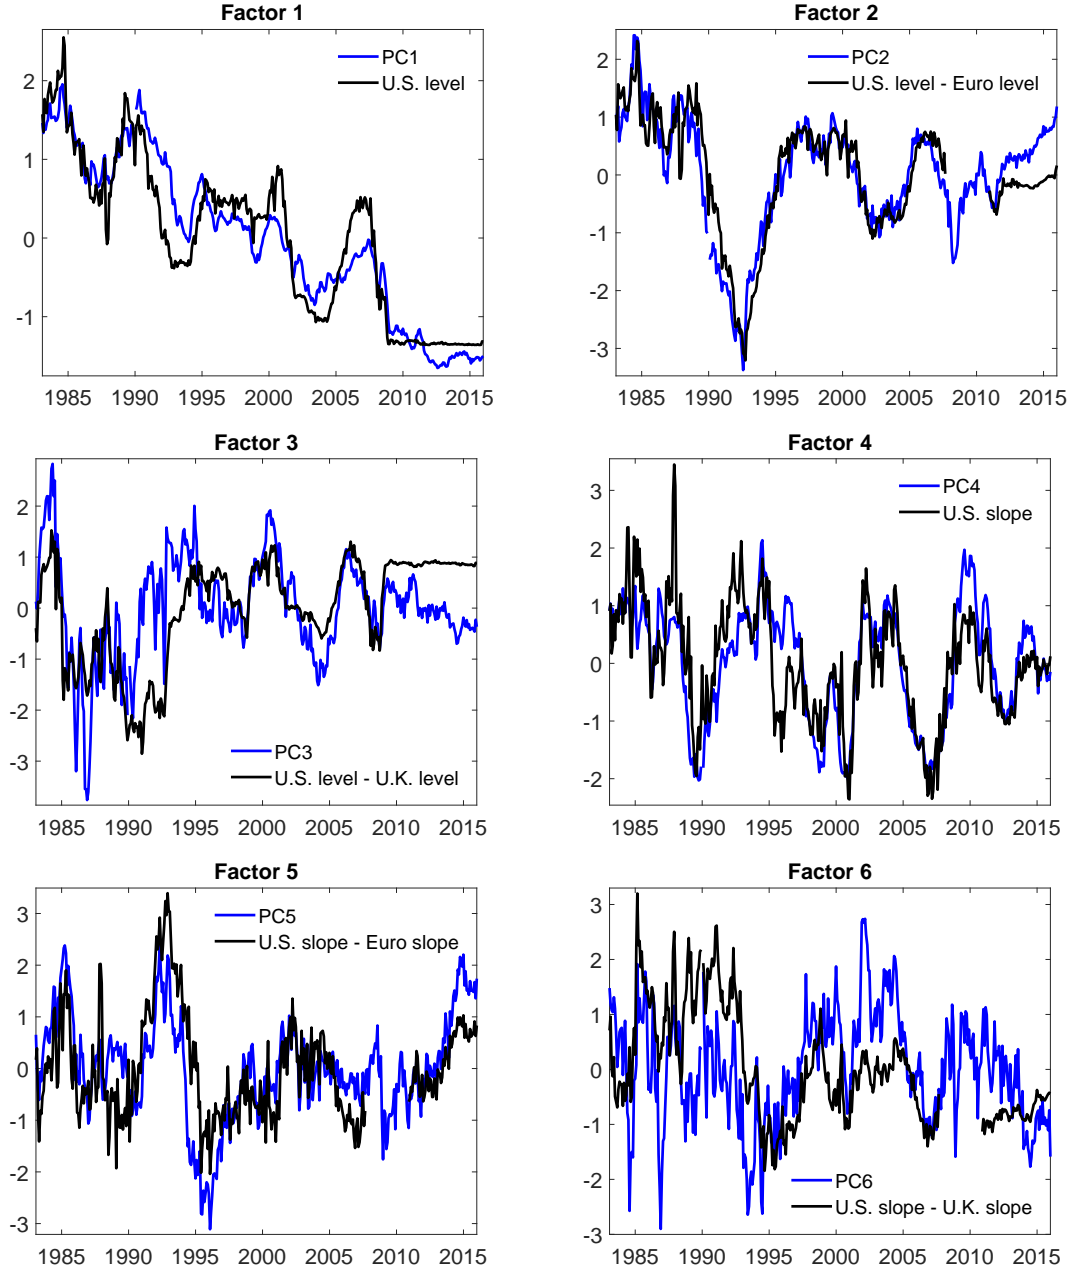 Factor 1
PC1
U.S. level
2
1
0
-1
1985 1990 1995 2000 2005 2010 2015
Factor 2
PC2
U.S. level - Euro level
2
1
0
-1
-2
-3
1985 1990 1995 2000 2005 2010 2015
Factor 3
2
1
0
-1
-2
-3
PC3
U.S. level - U.K. level
1985 1990 1995 2000 2005 2010 2015
Factor 4
PC4
U.S. slope
3
2
1
0
-1
-2
1985 1990 1995 2000 2005 2010 2015
Factor 5
PC5
U.S. slope - Euro slope
3
2
1
0
-1
-2
-3
1985 1990 1995 2000 2005 2010 2015
Factor 6
3
2
1
0
-1
-2
-3
PC6
U.S. slope - U.K. slope
1985 1990 1995 2000 2005 2010 2015